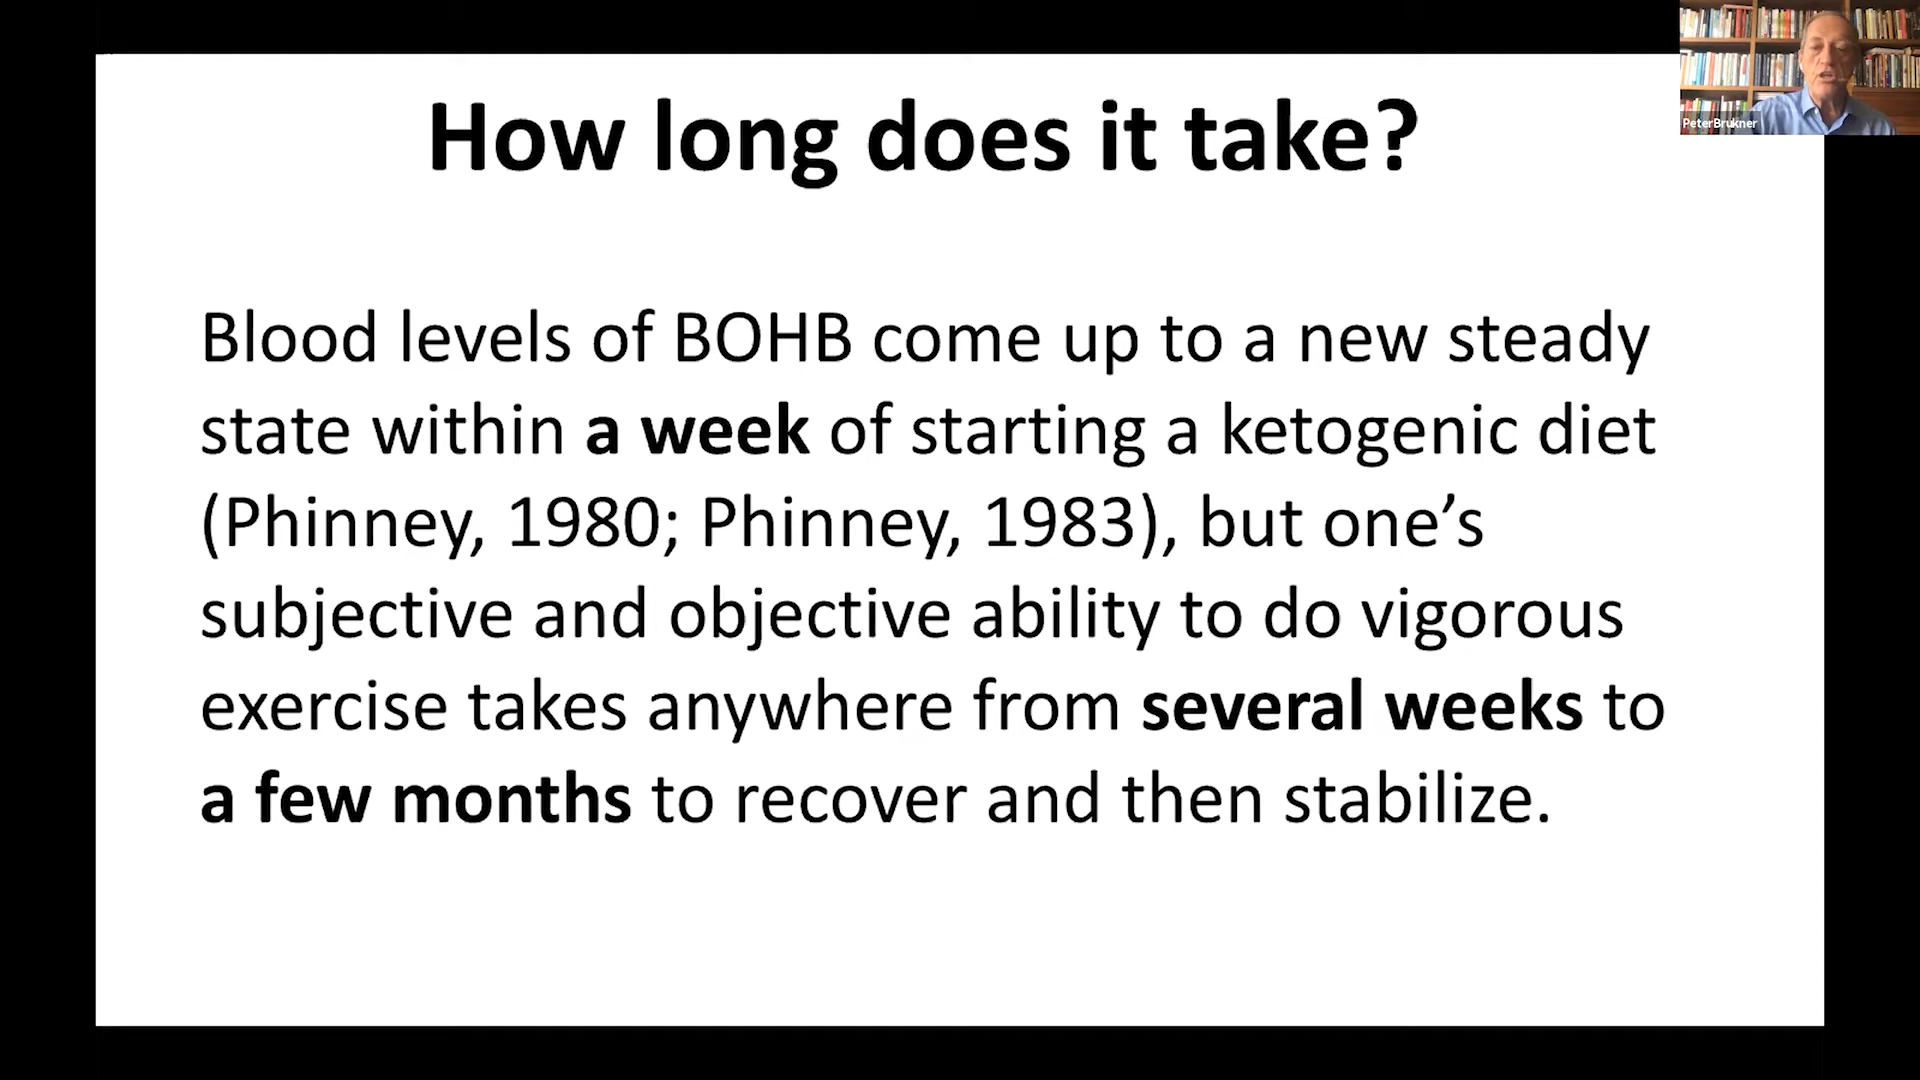 How long does it take?
PeterBrukner
Blood levels of BOHB come up to a new steady
state within a week of starting a ketogenic diet
(Phinney, 1980; Phinney, 1983), but one’s
subjective and objective ability to do vigorous
exercise takes anywhere from several weeks to
a few months to recover and then stabilize.